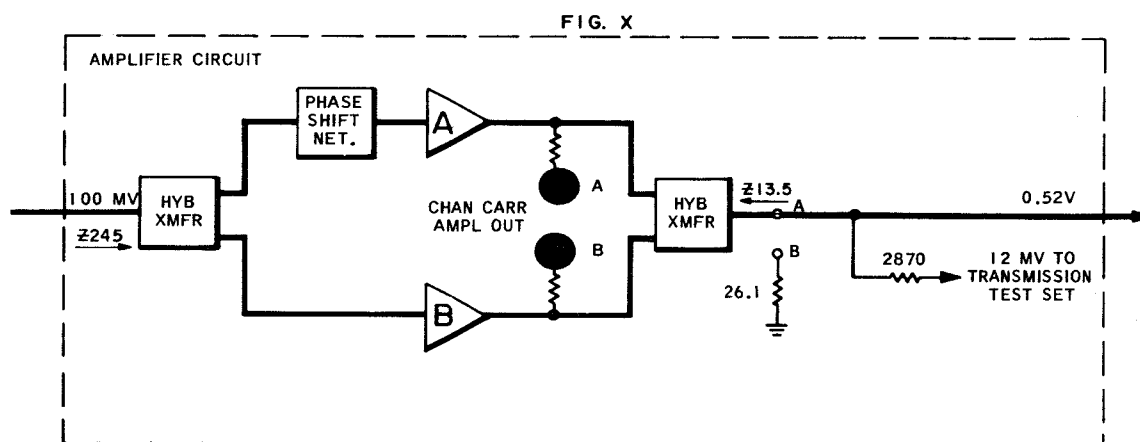 FIG. X
AMPLIFIER CIRCUIT
PHASE
SHIFT
NET.
A
100 MV
HYB
XMFR
Z245
CHAN CARR
AMPL OUT
A
B
B
HYB
XMFR
Z13.5
A
B
26.1
0.52V
2870
12 MV TO
TRANSMISSION
TEST SET